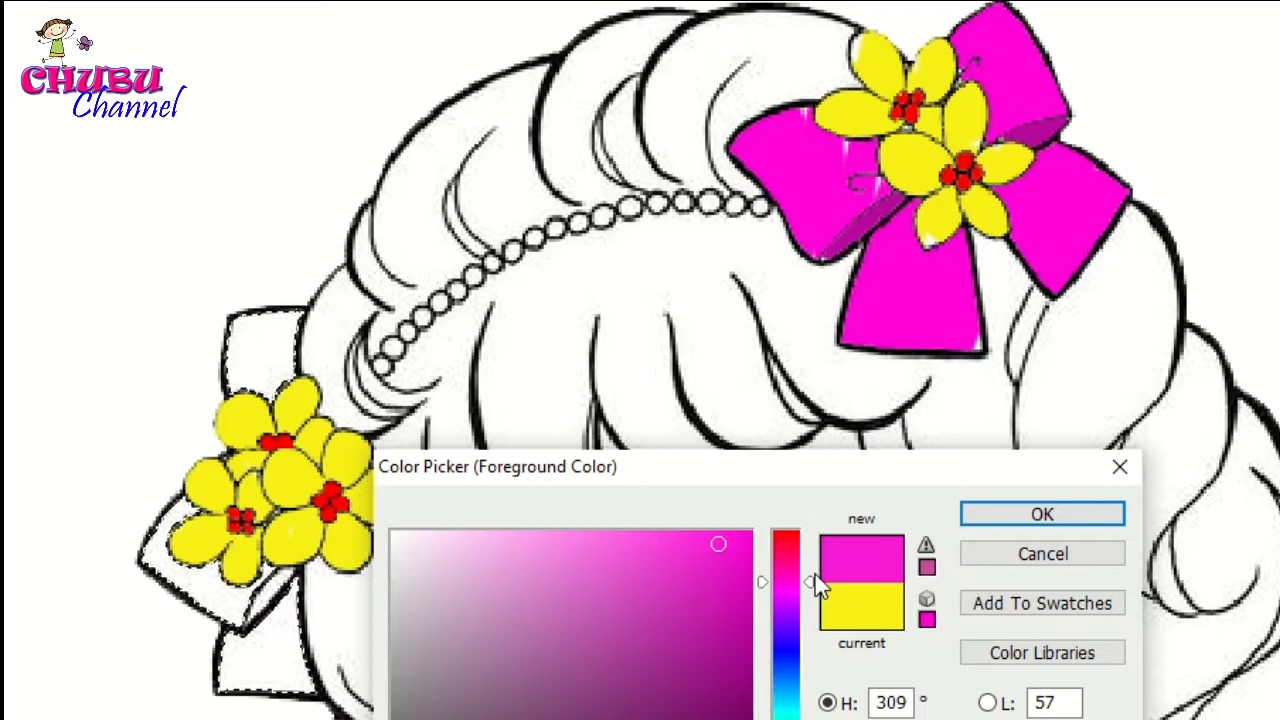 CHUBU
Channel
Color Picker (Foreground Color)
new
OK
Cancel
Add To Swatches
current
Color Libraries
H: 309 °
L: 57